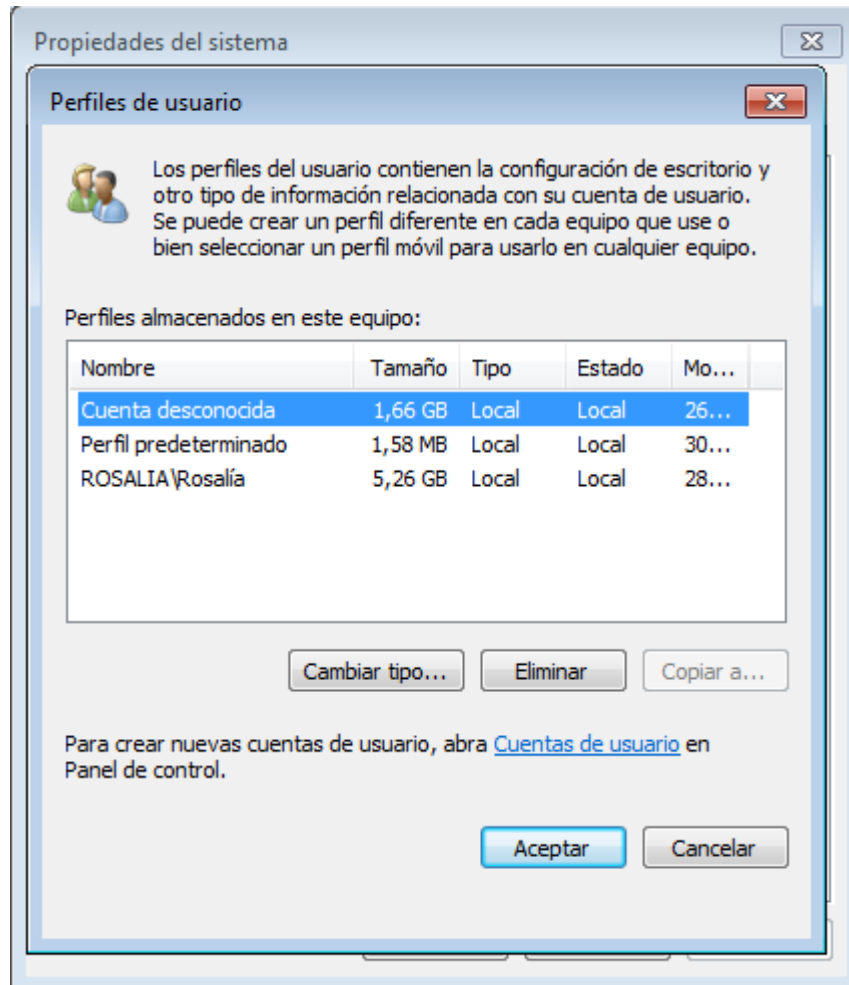 Propiedades del sistema
Perfiles de usuario
Los perfiles del usuario contienen la configuración de escritorio y
otro tipo de información relacionada con su cuenta de usuario.
Se puede crear un perfil diferente en cada equipo que use o
bien seleccionar un perfil móvil para usarlo en cualquier equipo.
Perfiles almacenados en este equipo:
Nombre Tamaño Tipo Estado Mo...
Cuenta desconocida 1,66 GB Local Local 26...
Perfil predeterminado 1,58 MB Local Local 30...
ROSALIA\Rosalía 5,26 GB Local Local 28...
Cambiar tipo... Eliminar Copiar a...
Para crear nuevas cuentas de usuario, abra Cuentas de usuario en
Panel de control.
Aceptar Cancelar